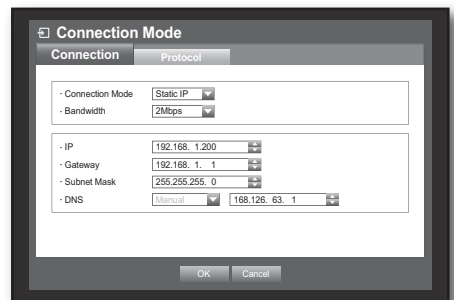 Connection Mode
Connection Protocol
· Connection Mode Static IP
· Bandwidth 2Mbps
· IP 192.168. 1.200
· Gateway 192.168. 1. 1
· Subnet Mask 255.255.255. 0
· DNS Manual 168.126. 63. 1
OK Cancel